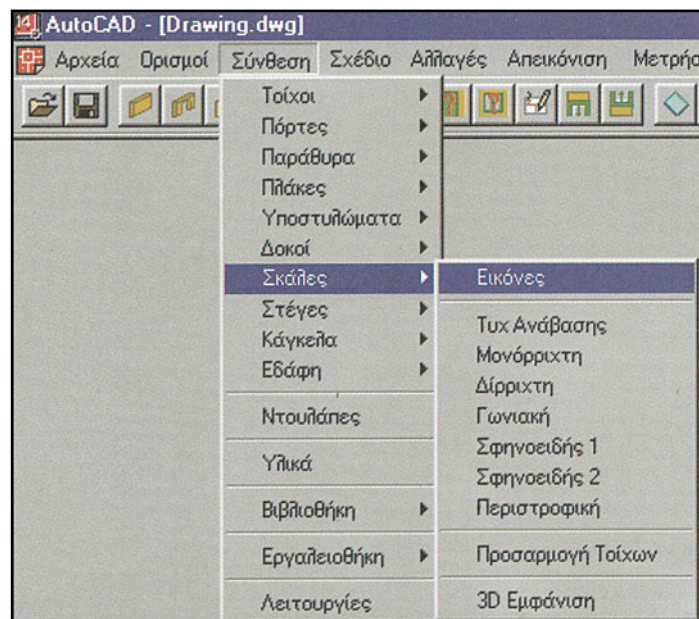 AutoCAD - [Drawing.dwg]
Αρχεία Ορισμοί Σύνθεση Σχέδιο Αλλαγές Απεικόνιση
Τοίχοι
Πόρτες
Παράθυρα
Πλάκες
Υποστυλώματα
Δοκοί
Σκάλες
Στέγες
Κάγκελα
Εδάφη
Ντουλάπες
Υλικά
Βιβλιοθήκη
Εργαλειοθήκη
Λειτουργίες
Εικόνες
Τυχ Ανάβασης
Μονόρριχτη
Δίρριχτη
Γωνιακή
Σφηνοειδής 1
Σφηνοειδής 2
Περιστροφική
Προσαρμογή Τοίχων
3D Εμφάνιση